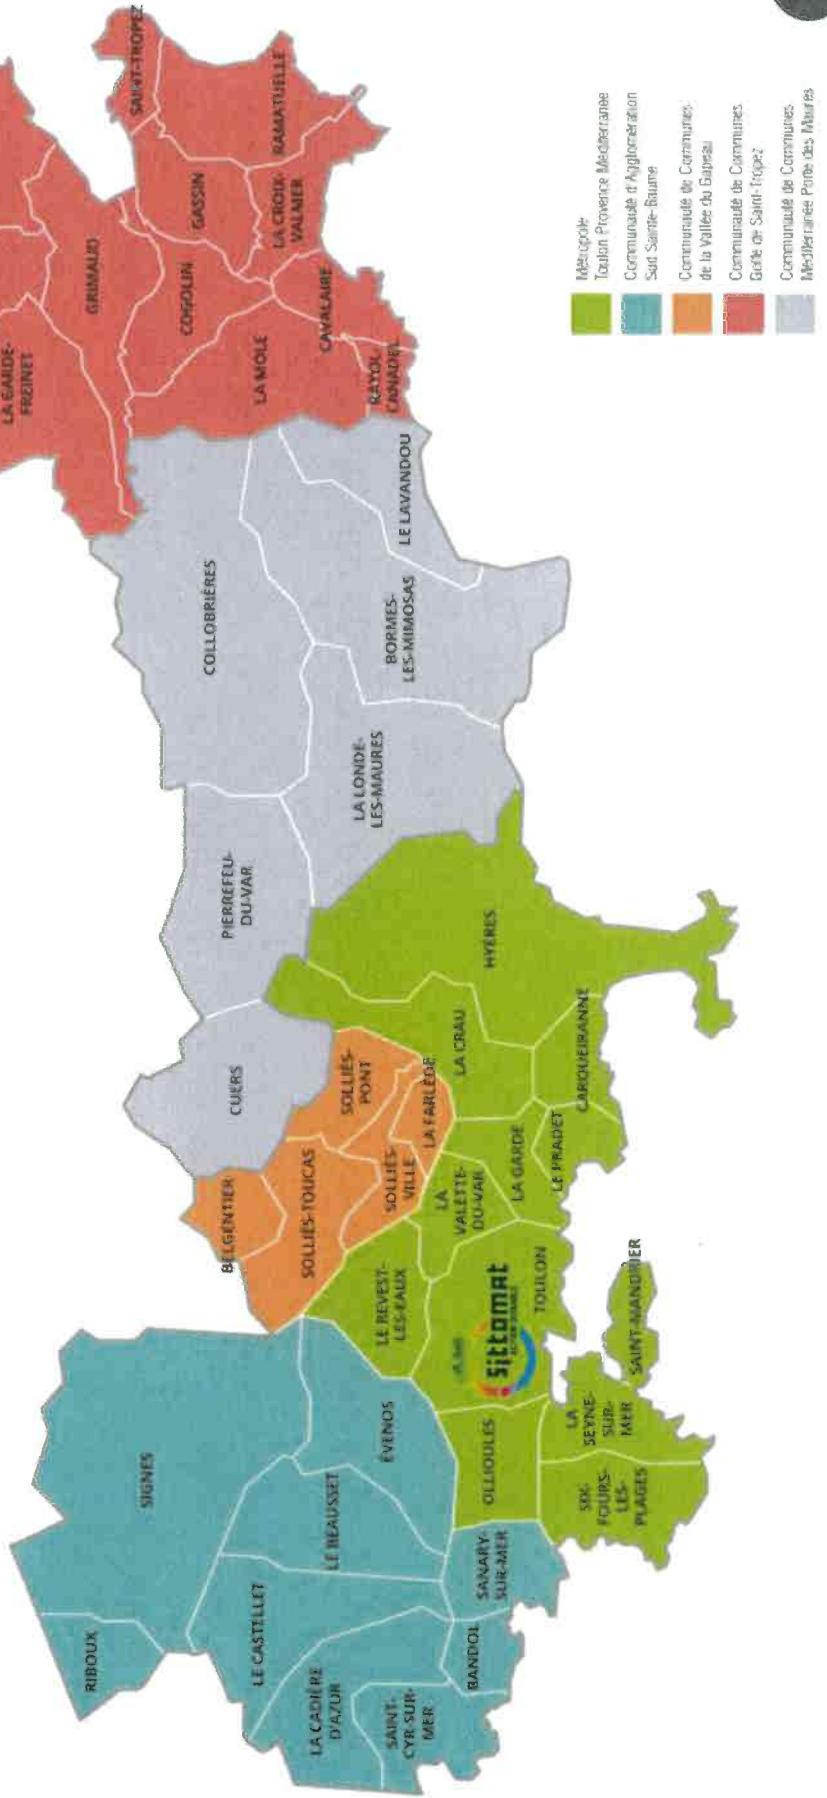 RIBOUX
SIGNES
LE CASTELLET
LA CADIÈRE
D'AZUR
SAINT-
CYR-SUR-
MER
BANDOL
LE BEAUSSET
SANARY-
SUR-MER
ÉVENOS
OLLIOULES
SIX-
FOURS-
LES-
PLAGES
LA
SEYNE-
SUR-
MER
SAINT-MANDRIER
TOULON
sittomat
LE REVEST-
LES-EAUX
LA
VALETTE-
DU-VAR
LA GARDE
LE PRADET
CARQUEIRANNE
LA CRAU
HYÈRES
BELGENTIER
SOLLIÈS-TOUCAS
SOLLIÈS-
VILLE
SOLLIÈS-
PONT
LA FARLÈDE
CUERS
PIERREFEU-
DU-VAR
COLLOBRIÈRES
LA LONDE-
LES-MAURES
BORMES-
LES-MIMOSAS
LE LAVANDOU
LA GARDE-
FREINET
GRIMAUD
COGOLIN
LA MOLE
GASSIN
SAINT-TROPEZ
RAMATUELLE
LA CROIX-
VALMER
CAVALAIRE
RAYOL-
CANADEL
Métropole
Toulon Provence Méditerranée
Communauté d'Agglomération
Sud Sainte-Baume
Communauté de Communes
de la Vallée du Gapeau
Communauté de Communes
Golfe de Saint-Tropez
Communauté de Communes
Méditerranée Porte des Maures